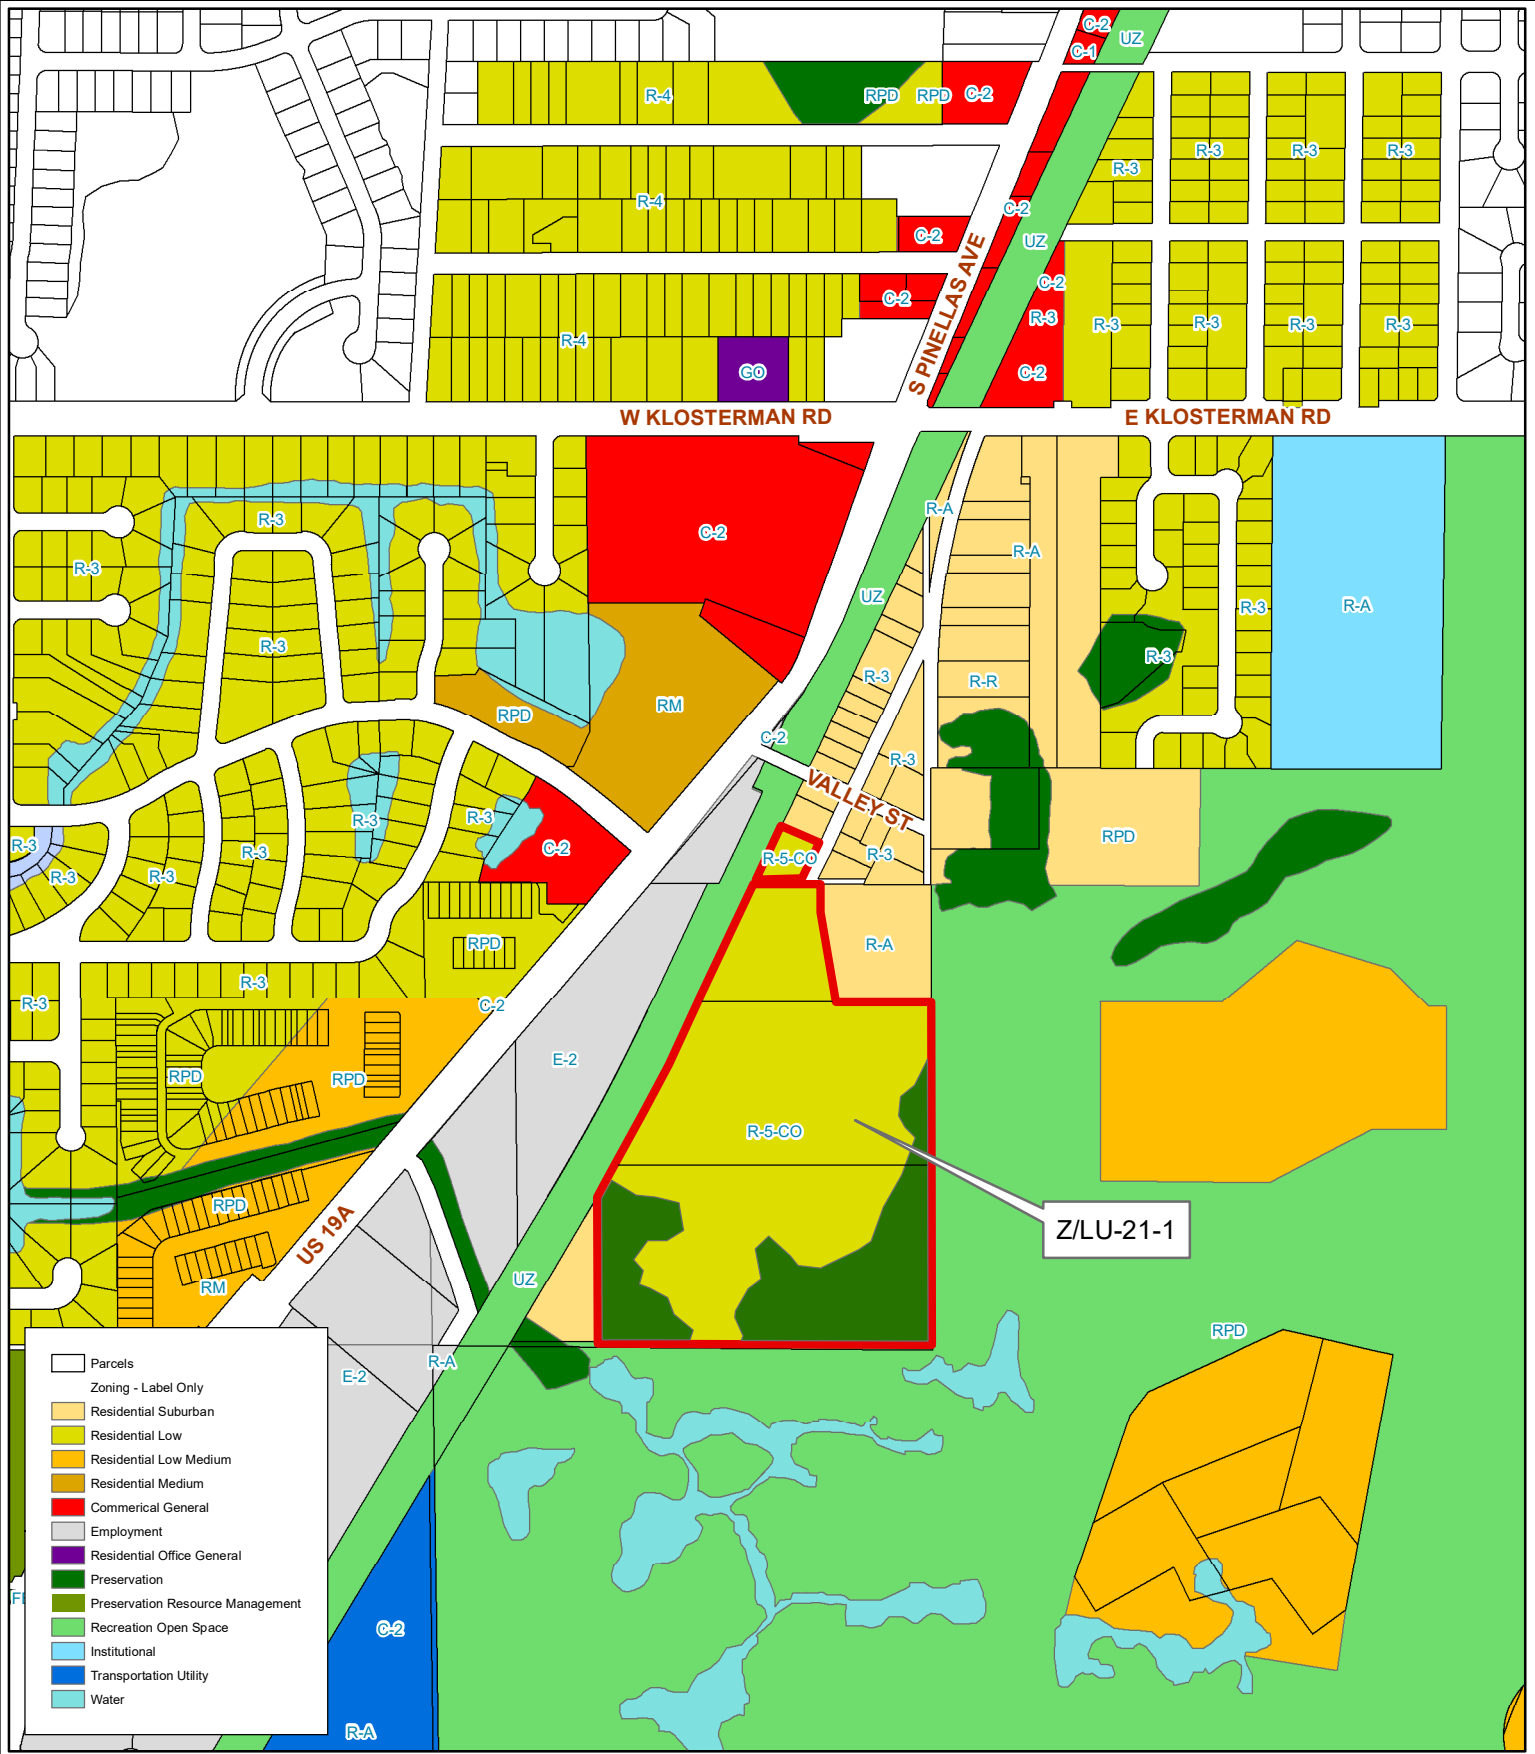 C-2
UZ
C-1
R-4
RPD
RPD
C-2
R-3
R-3
R-3
R-3
R-4
C-2
C-2
UZ
C-2
C-2
R-3
R-4
GO
C-2
R-3
R-3
R-3
R-3
S PINELLAS AVE
W KLOSTERMAN RD
E KLOSTERMAN RD
R-3
C-2
R-A
R-A
R-3
UZ
R-3
R-A
R-3
R-3
R-3
R-R
RPD
RM
C-2
R-3
VALLEY ST
R-3
R-3
R-3
R-3
R-3
R-3
C-2
R-5-CO
R-3
RPD
RPD
R-A
R-3
R-3
C-2
E-2
RPD
RPD
R-5-CO
RPD
Z/LU-21-1
US 19A
RM
UZ
RPD
E-2
R-A
Parcels
Zoning - Label Only
Residential Suburban
Residential Low
Residential Low Medium
Residential Medium
Commerical General
Employment
Residential Office General
Preservation
Preservation Resource Management
Recreation Open Space
Institutional
Transportation Utility
Water
C-2
R-A